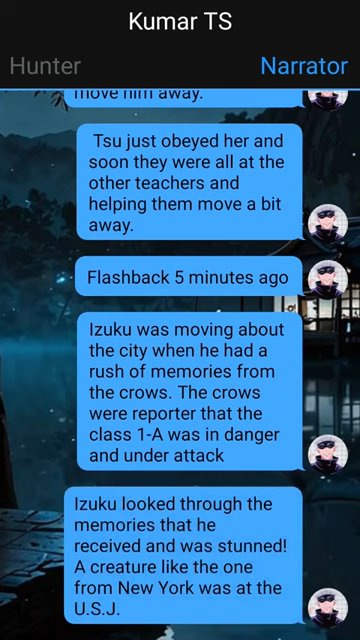 Kumar TS
Hunter
Narrator
move him away.
Tsu just obeyed her and
soon they were all at the
other teachers and
helping them move a bit
away.
Flashback 5 minutes ago
Izuku was moving about
the city when he had a
rush of memories from
the crows. The crows
were reporter that the
class 1-A was in danger
and under attack
Izuku looked through the
memories that he
received and was stunned!
A creature like the one
from New York was at the
U.S.J.